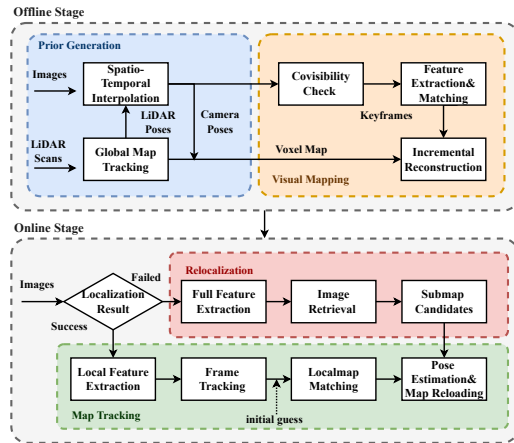 Offline Stage
Prior Generation
Images
Spatio-
Temporal
Interpolation
Covisibility
Check
Feature
Extraction&
Matching
LiDAR
Poses
Camera
Poses
Keyframes
LiDAR
Scans
Global Map
Tracking
Voxel Map
Incremental
Reconstruction
Visual Mapping
Online Stage
Relocalization
Failed
Images
Localization
Result
Full Feature
Extraction
Image
Retrieval
Submap
Candidates
Success
Local Feature
Extraction
Frame
Tracking
Localmap
Matching
Pose
Estimation&
Map Reloading
Map Tracking
initial guess